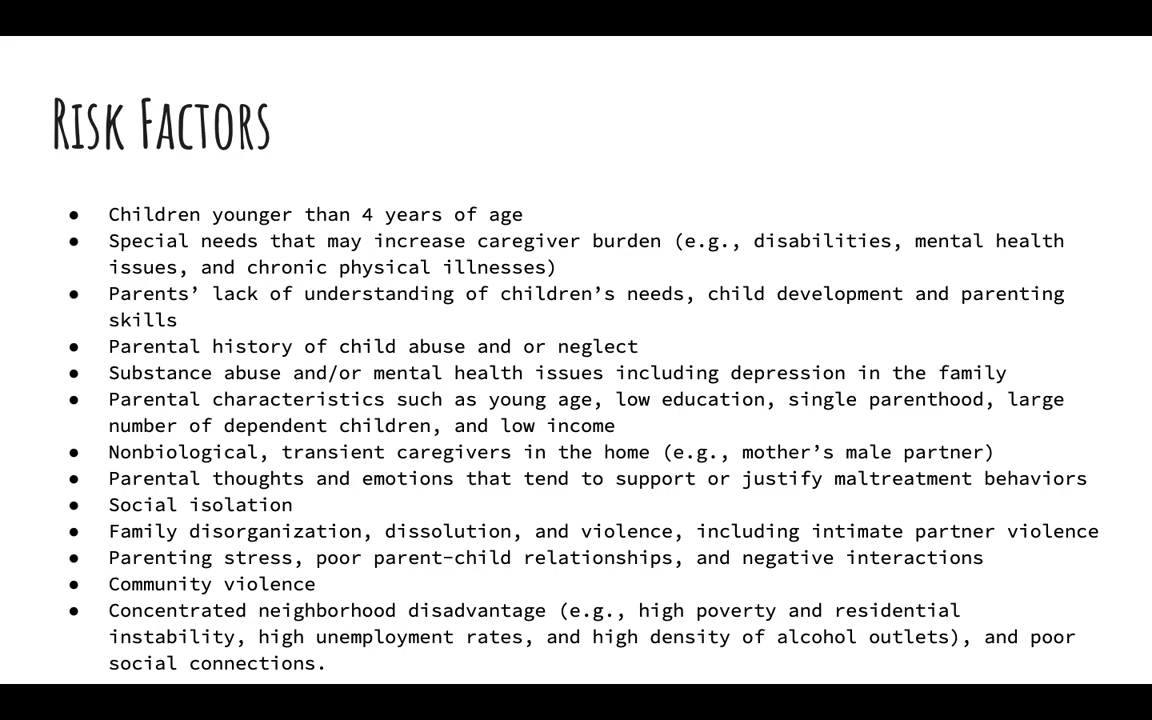 Risk Factors
● Children younger than 4 years of age
● Special needs that may increase caregiver burden (e.g., disabilities, mental health
issues, and chronic physical illnesses)
● Parents’ lack of understanding of children’s needs, child development and parenting
skills
● Parental history of child abuse and or neglect
● Substance abuse and/or mental health issues including depression in the family
● Parental characteristics such as young age, low education, single parenthood, large
number of dependent children, and low income
● Nonbiological, transient caregivers in the home (e.g., mother’s male partner)
● Parental thoughts and emotions that tend to support or justify maltreatment behaviors
● Social isolation
● Family disorganization, dissolution, and violence, including intimate partner violence
● Parenting stress, poor parent–child relationships, and negative interactions
● Community violence
● Concentrated neighborhood disadvantage (e.g., high poverty and residential
instability, high unemployment rates, and high density of alcohol outlets), and poor
social connections.